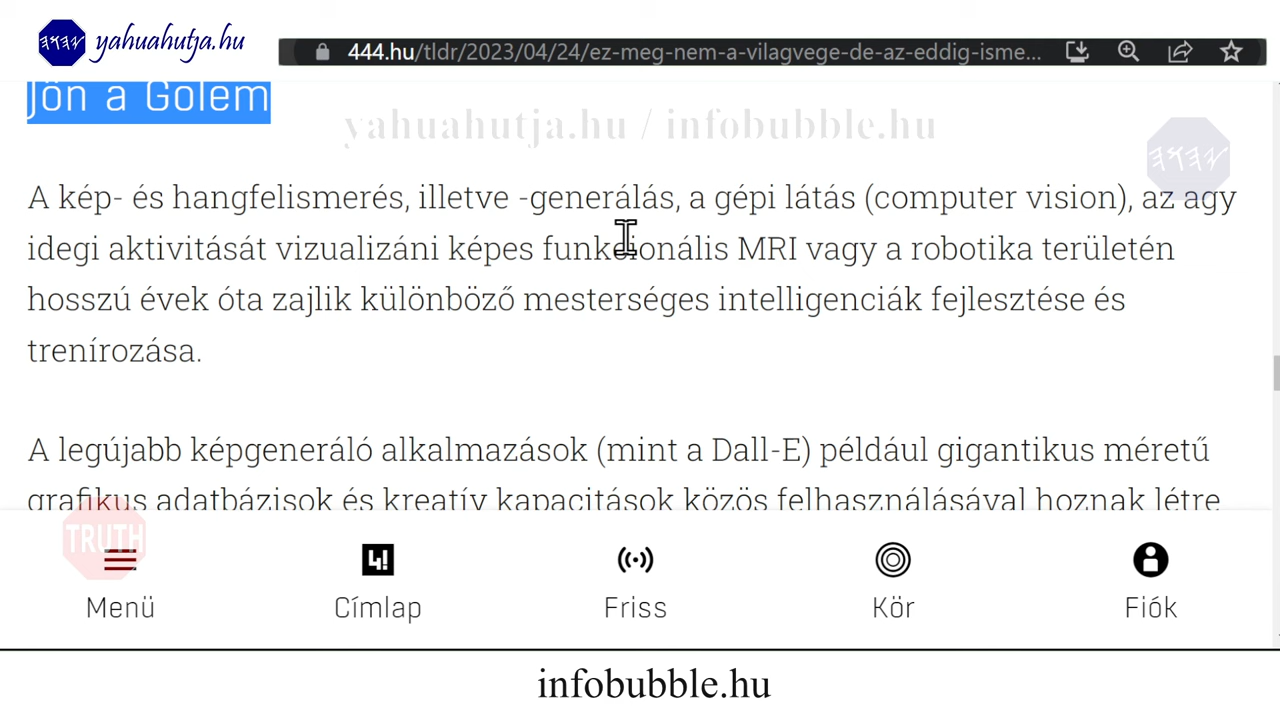 yahuahutja.hu
444.hu/tldr/2023/04/24/ez-meg-nem-a-vilagvege-de-az-eddig-isme...
Jön a Gólem
yahuahutja.hu / infobubble.hu
A kép- és hangfelismerés, illetve -generálás, a gépi látás (computer vision), az agy
idegi aktivitását vizualizáni képes funkcionális MRI vagy a robotika területén
hosszú évek óta zajlik különböző mesterséges intelligenciák fejlesztése és
trenírozása.
A legújabb képgeneráló alkalmazások (mint a Dall-E) például gigantikus méretű
grafikus adatbázisok és kreatív kapacitások közös felhasználásával hoznak létre
TRUTH
Menü
Címlap
Friss
Kör
Fiók
infobubble.hu